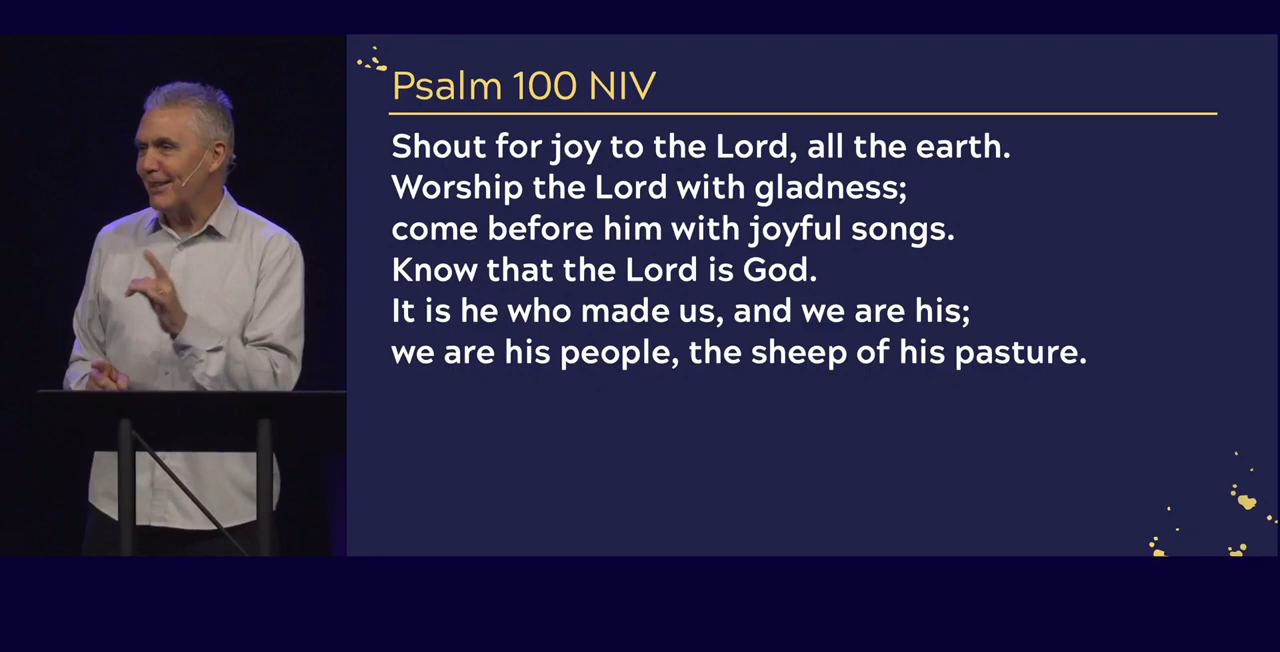 Psalm 100 NIV
Shout for joy to the Lord, all the earth.
Worship the Lord with gladness;
come before him with joyful songs.
Know that the Lord is God.
It is he who made us, and we are his;
we are his people, the sheep of his pasture.